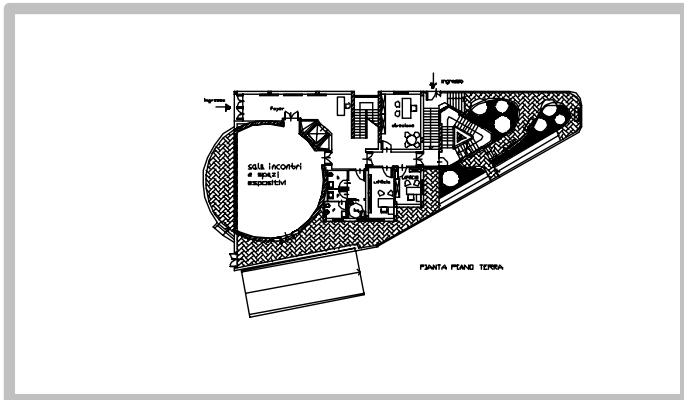 ingresso
ingresso
foyer
direzione
sala incontri
e spazi
espositivi
ufficio
PIANTA PIANO TERRA